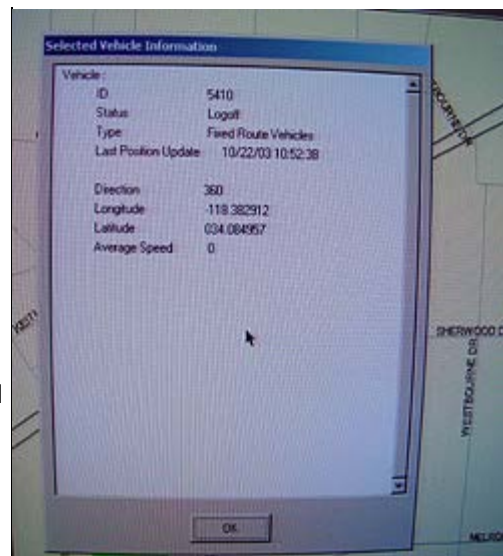 Selected Vehicle Information
Vehicle :
ID 5410
Status Logoff
Type Fixed Route Vehicles
Last Position Update 10/22/03 10:52:38
Direction 360
Longitude -118.382912
Latitude 034.084957
Average Speed 0
SHERWOOD D
WESTBOURNE DR
OK
MELRO